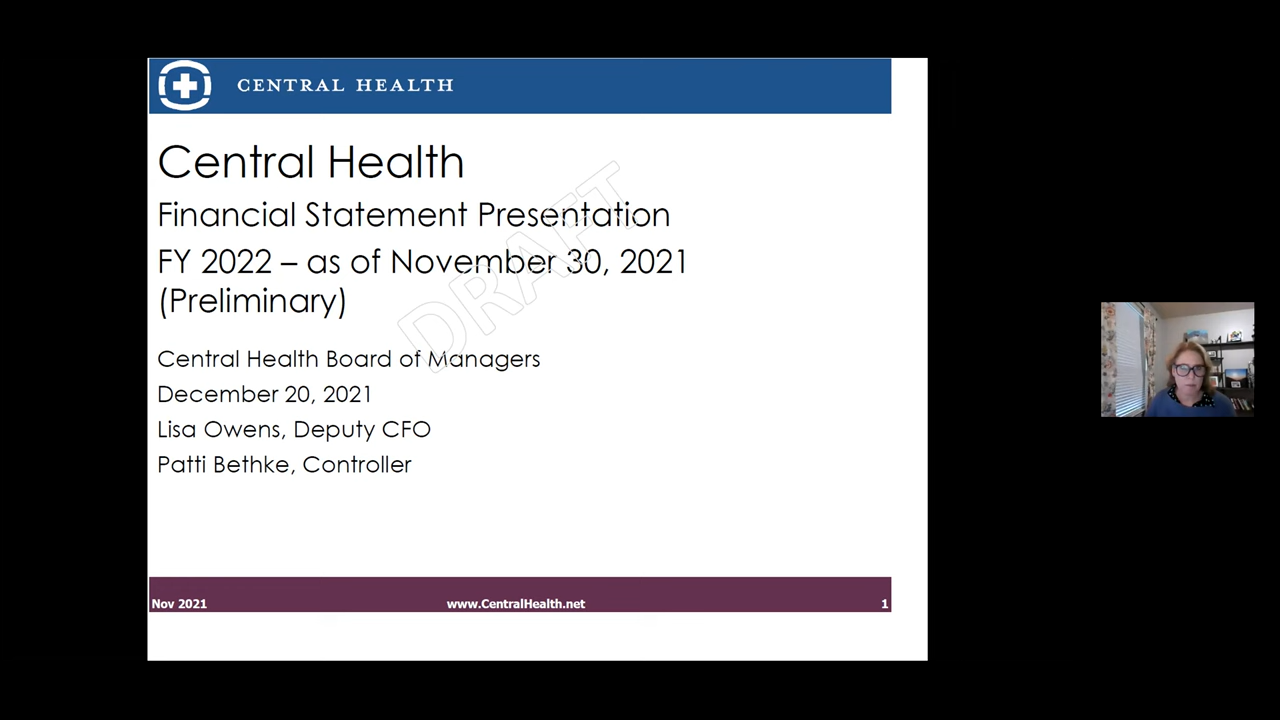 CENTRAL HEALTH
Central Health
Financial Statement Presentation
FY 2022 – as of November 30, 2021
(Preliminary)
DRAFT
Central Health Board of Managers
December 20, 2021
Lisa Owens, Deputy CFO
Patti Bethke, Controller
Nov 2021
www.CentralHealth.net
1